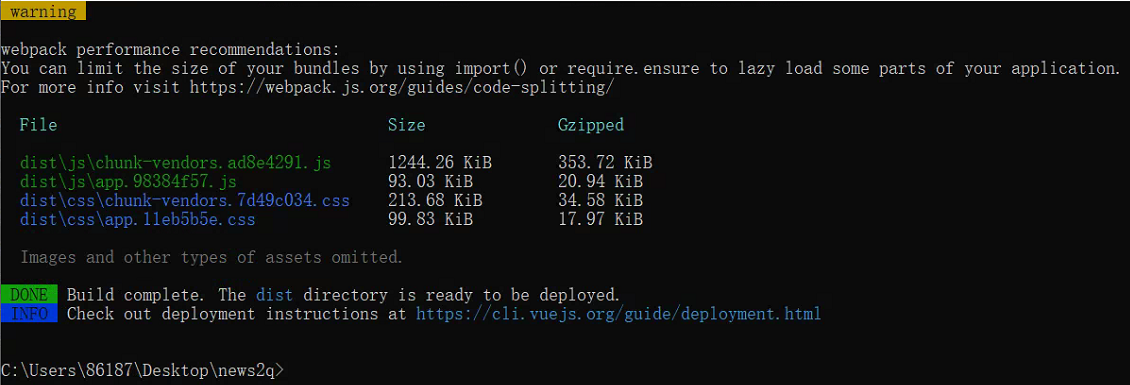 warning
webpack performance recommendations:
You can limit the size of your bundles by using import() or require.ensure to lazy load some parts of your application.
For more info visit https://webpack.js.org/guides/code-splitting/
File Size Gzipped
dist\js\chunk-vendors.ad8e4291.js 1244.26 KiB 353.72 KiB
dist\js\app.98384f57.js 93.03 KiB 20.94 KiB
dist\css\chunk-vendors.7d49c034.css 213.68 KiB 34.58 KiB
dist\css\app.11eb5b5e.css 99.83 KiB 17.97 KiB
Images and other types of assets omitted.
DONE Build complete. The dist directory is ready to be deployed.
INFO Check out deployment instructions at https://cli.vuejs.org/guide/deployment.html
C:\Users\86187\Desktop\news2q>